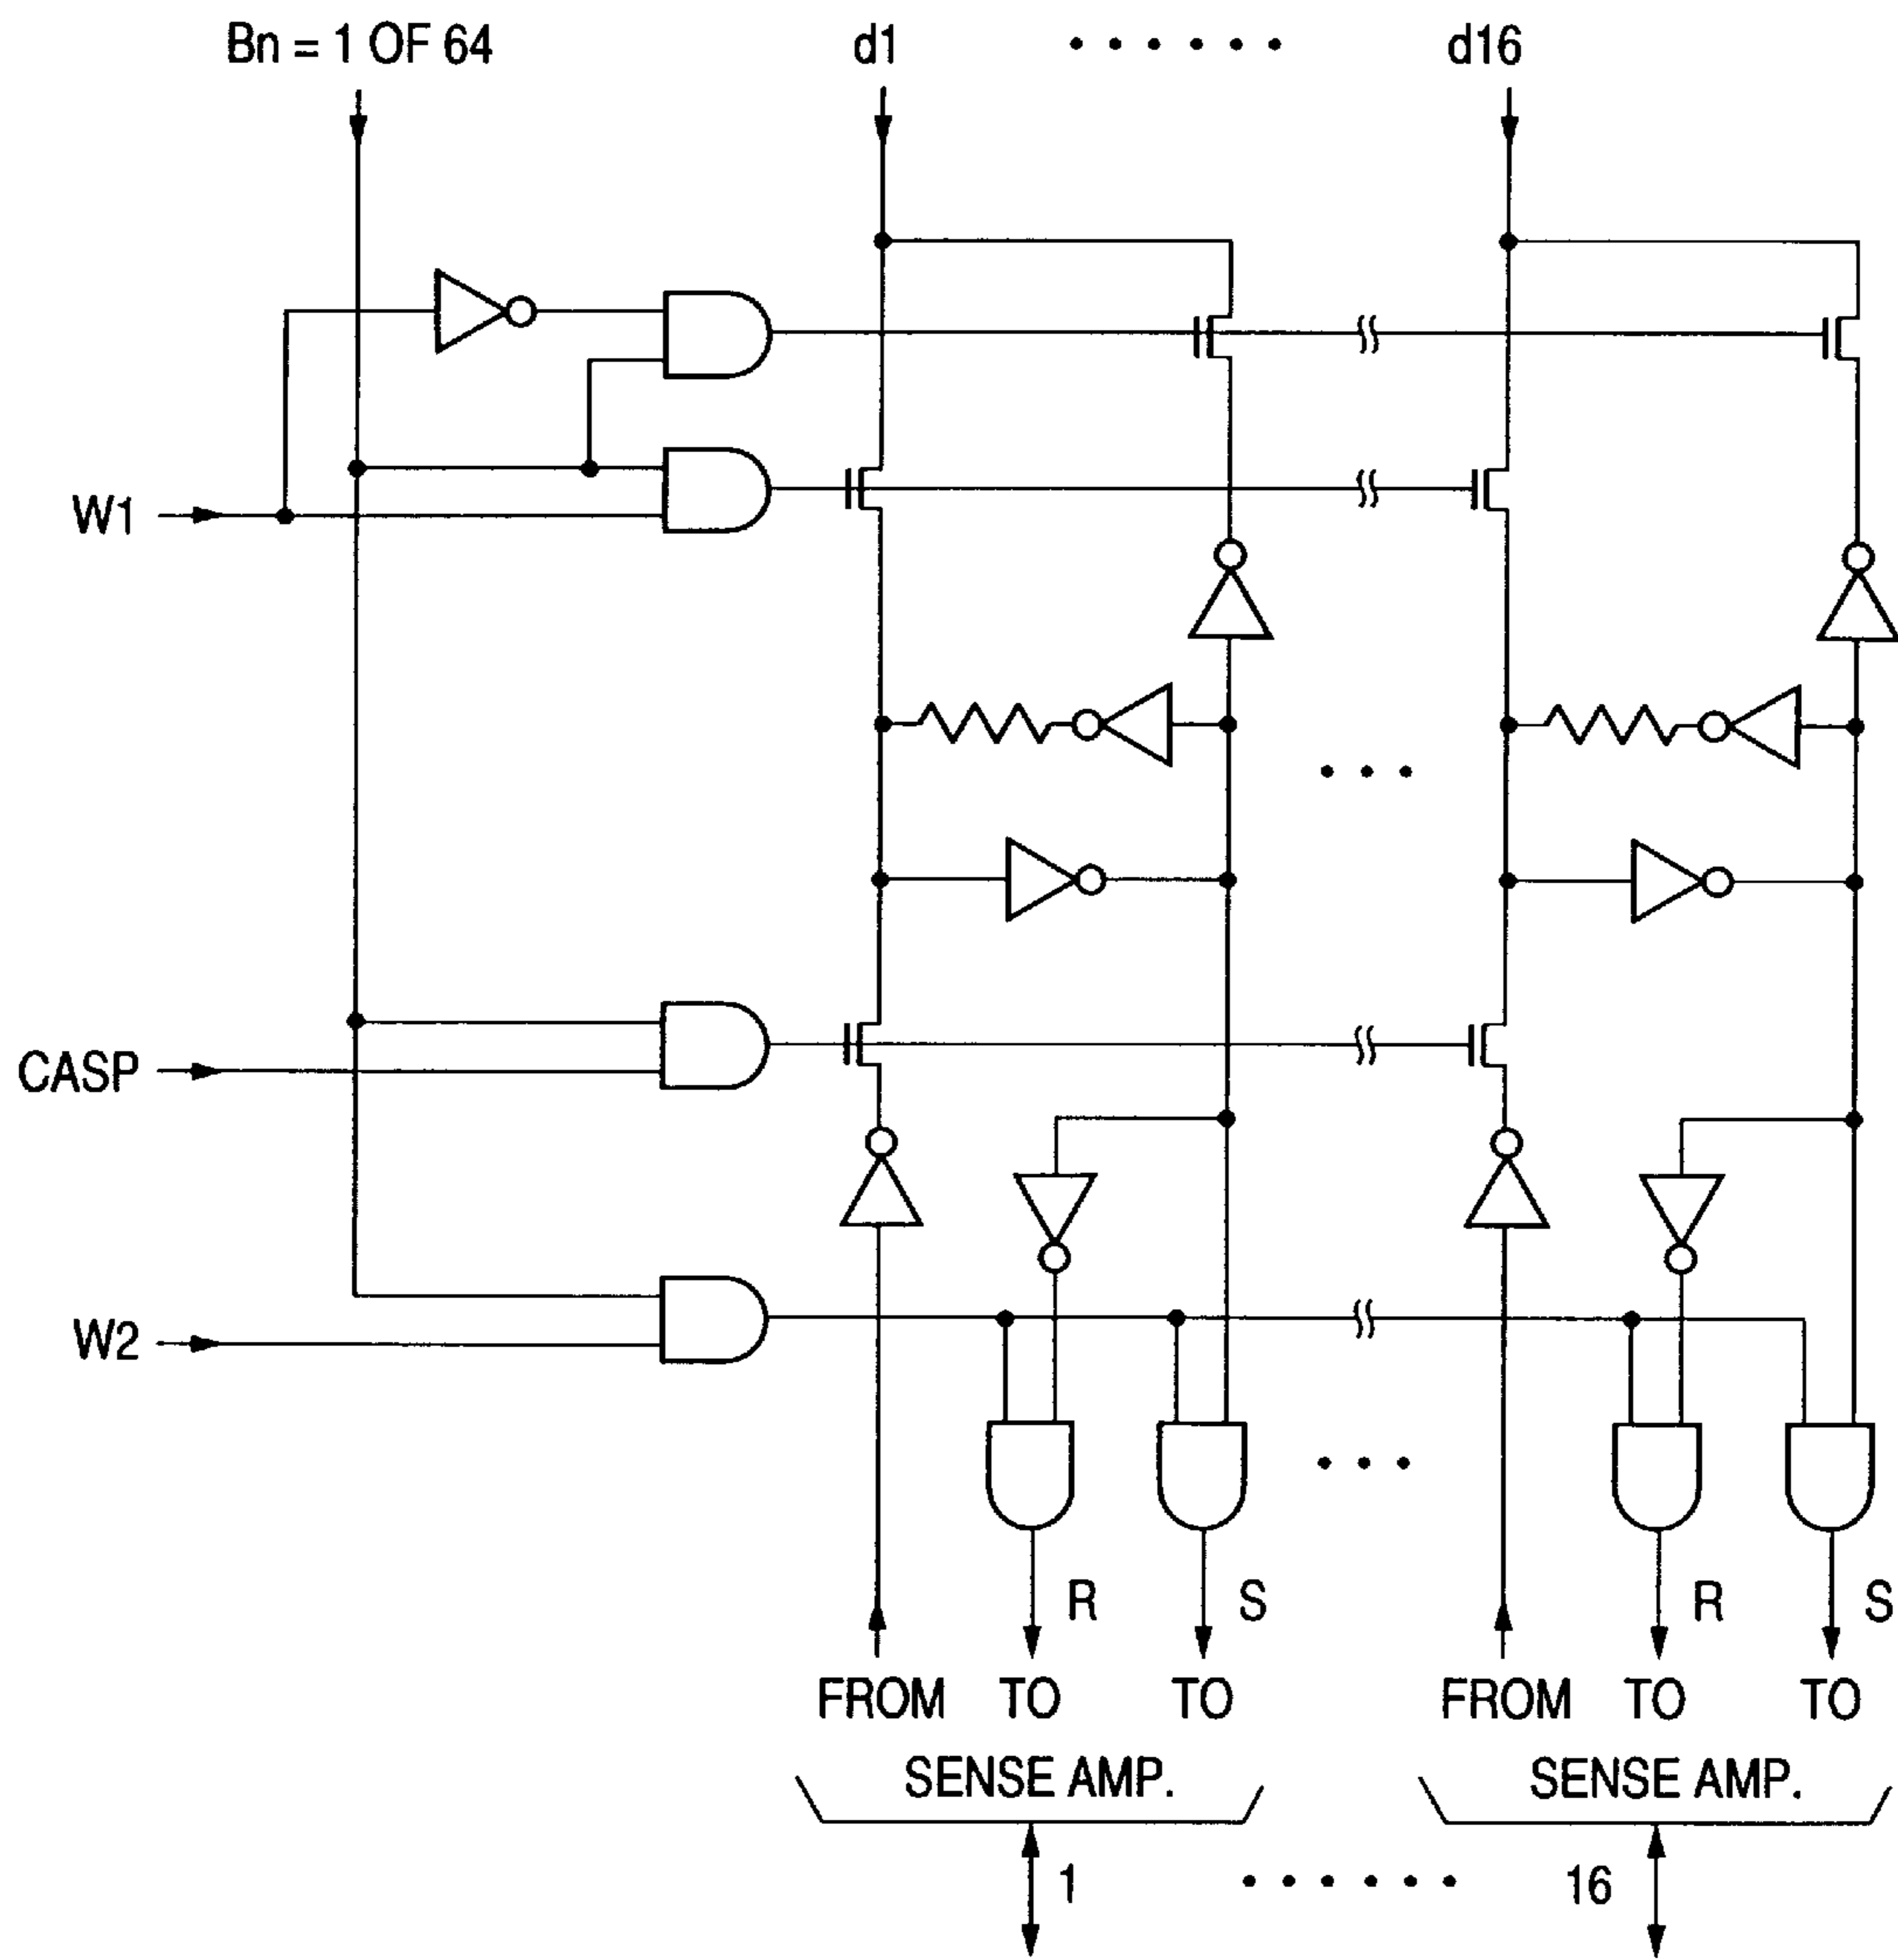 Bn = 1 OF 64
d1
d16
W1
CASP
W2
R
S
R
S
FROM
TO
TO
FROM
TO
TO
SENSE AMP.
SENSE AMP.
1
16